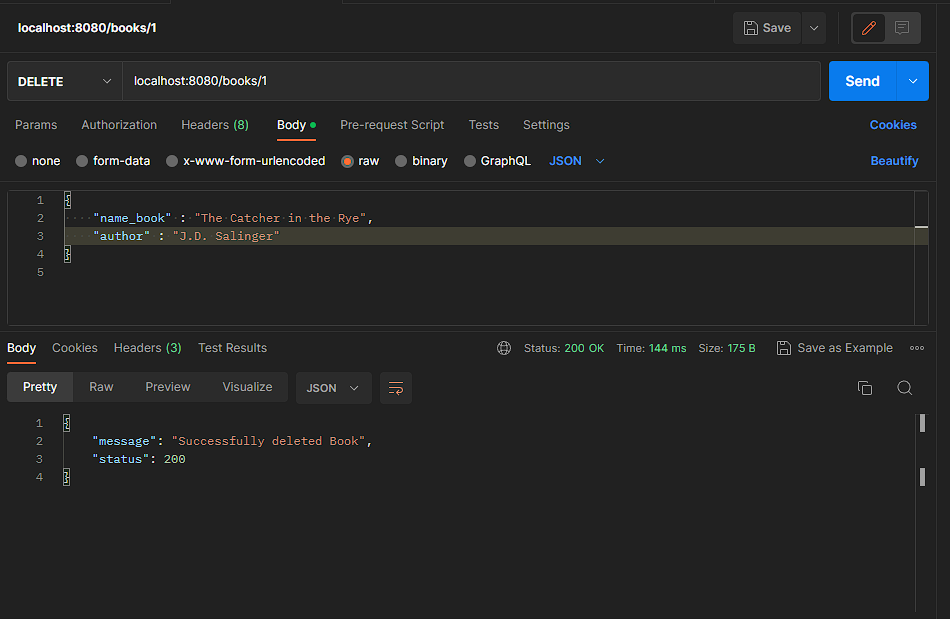 localhost:8080/books/1
Save
DELETE
localhost:8080/books/1
Send
Params Authorization Headers (8) Body Pre-request Script Tests Settings Cookies
none form-data x-www-form-urlencoded raw binary GraphQL JSON Beautify
1 {
2 "name_book" : "The Catcher in the Rye",
3 "author" : "J.D. Salinger"
4 }
5
Body Cookies Headers (3) Test Results Status: 200 OK Time: 144 ms Size: 175 B Save as Example
Pretty Raw Preview Visualize JSON
1 {
2 "message": "Successfully deleted Book",
3 "status": 200
4 }